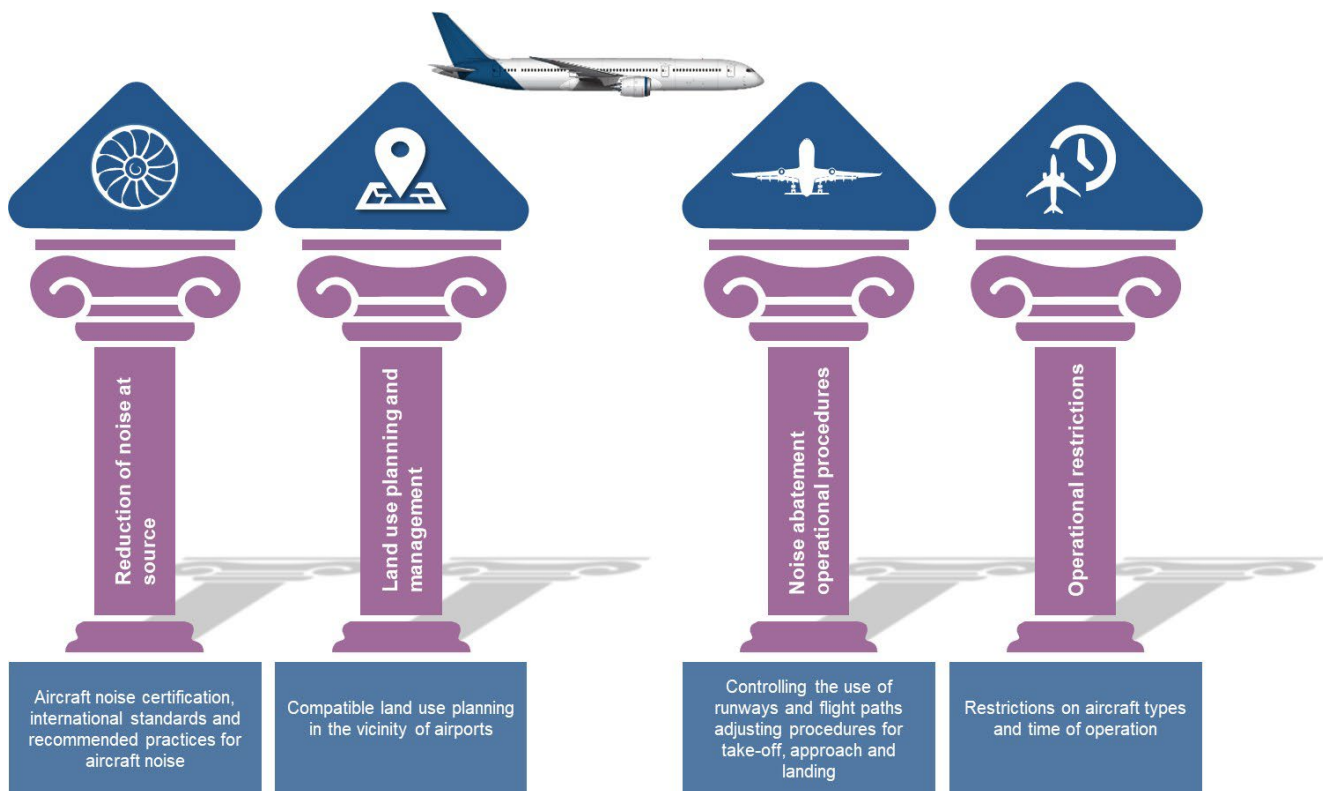 Reduction of noise at
source
Land use planning and
management
Noise abatement
operational procedures
Operational restrictions
Aircraft noise certification,
international standards and
recommended practices for
aircraft noise
Compatible land use planning
in the vicinity of airports
Controlling the use of
runways and flight paths
adjusting procedures for
take-off, approach and
landing
Restrictions on aircraft types
and time of operation